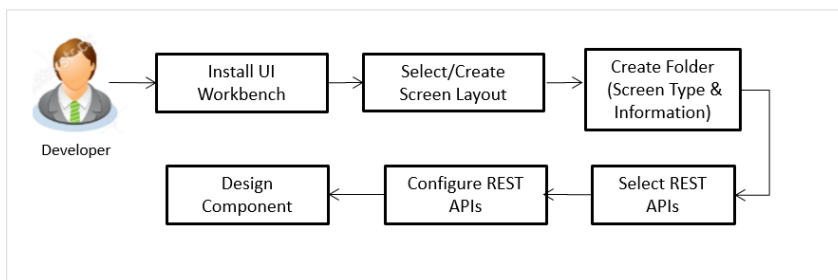 Install UI
Workbench
Select/Create
Screen Layout
Create Folder
(Screen Type &
Information)
Developer
Design
Component
Configure REST
APIs
Select REST
APIs